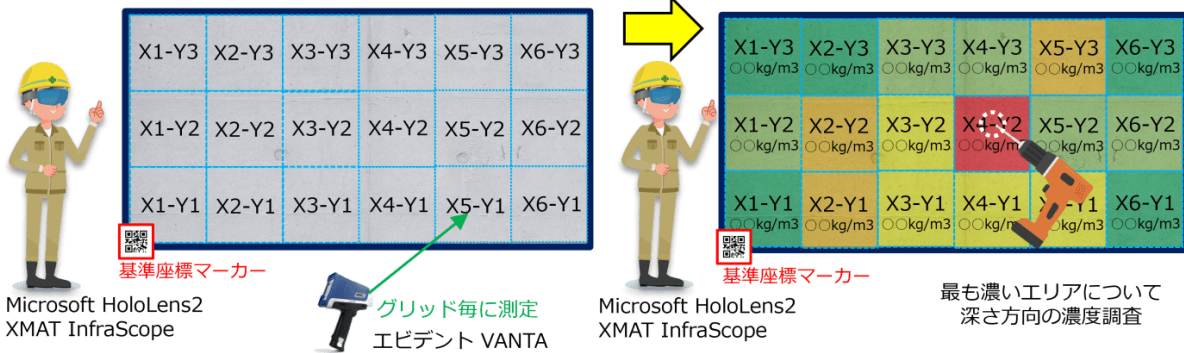 X1-Y3 X2-Y3 X3-Y3 X4-Y3 X5-Y3 X6-Y3
X1-Y2 X2-Y2 X3-Y2 X4-Y2 X5-Y2 X6-Y2
X1-Y1 X2-Y1 X3-Y1 X4-Y1 X5-Y1 X6-Y1
基準座標マーカー
Microsoft HoloLens2
XMAT InfraScope
グリッド毎に測定
エビデント VANTA
X1-Y3 X2-Y3 X3-Y3 X4-Y3 X5-Y3 X6-Y3
○○kg/m3 ○○kg/m3 ○○kg/m3 ○○kg/m3 ○○kg/m3 ○○kg/m3
X1-Y2 X2-Y2 X3-Y2 X4-Y2 X5-Y2 X6-Y2
○○kg/m3 ○○kg/m3 ○○kg/m3 ○○kg/m ○○kg/m3 ○○kg/m3
X1-Y1 X2-Y1 X3-Y1 X4-Y1 Y1 X6-Y1
○○kg/m3 ○○kg/m3 ○○kg/m3 ○○kg/m kg/m3 ○○kg/m3
基準座標マーカー
Microsoft HoloLens2
XMAT InfraScope
最も濃いエリアについて
深さ方向の濃度調査